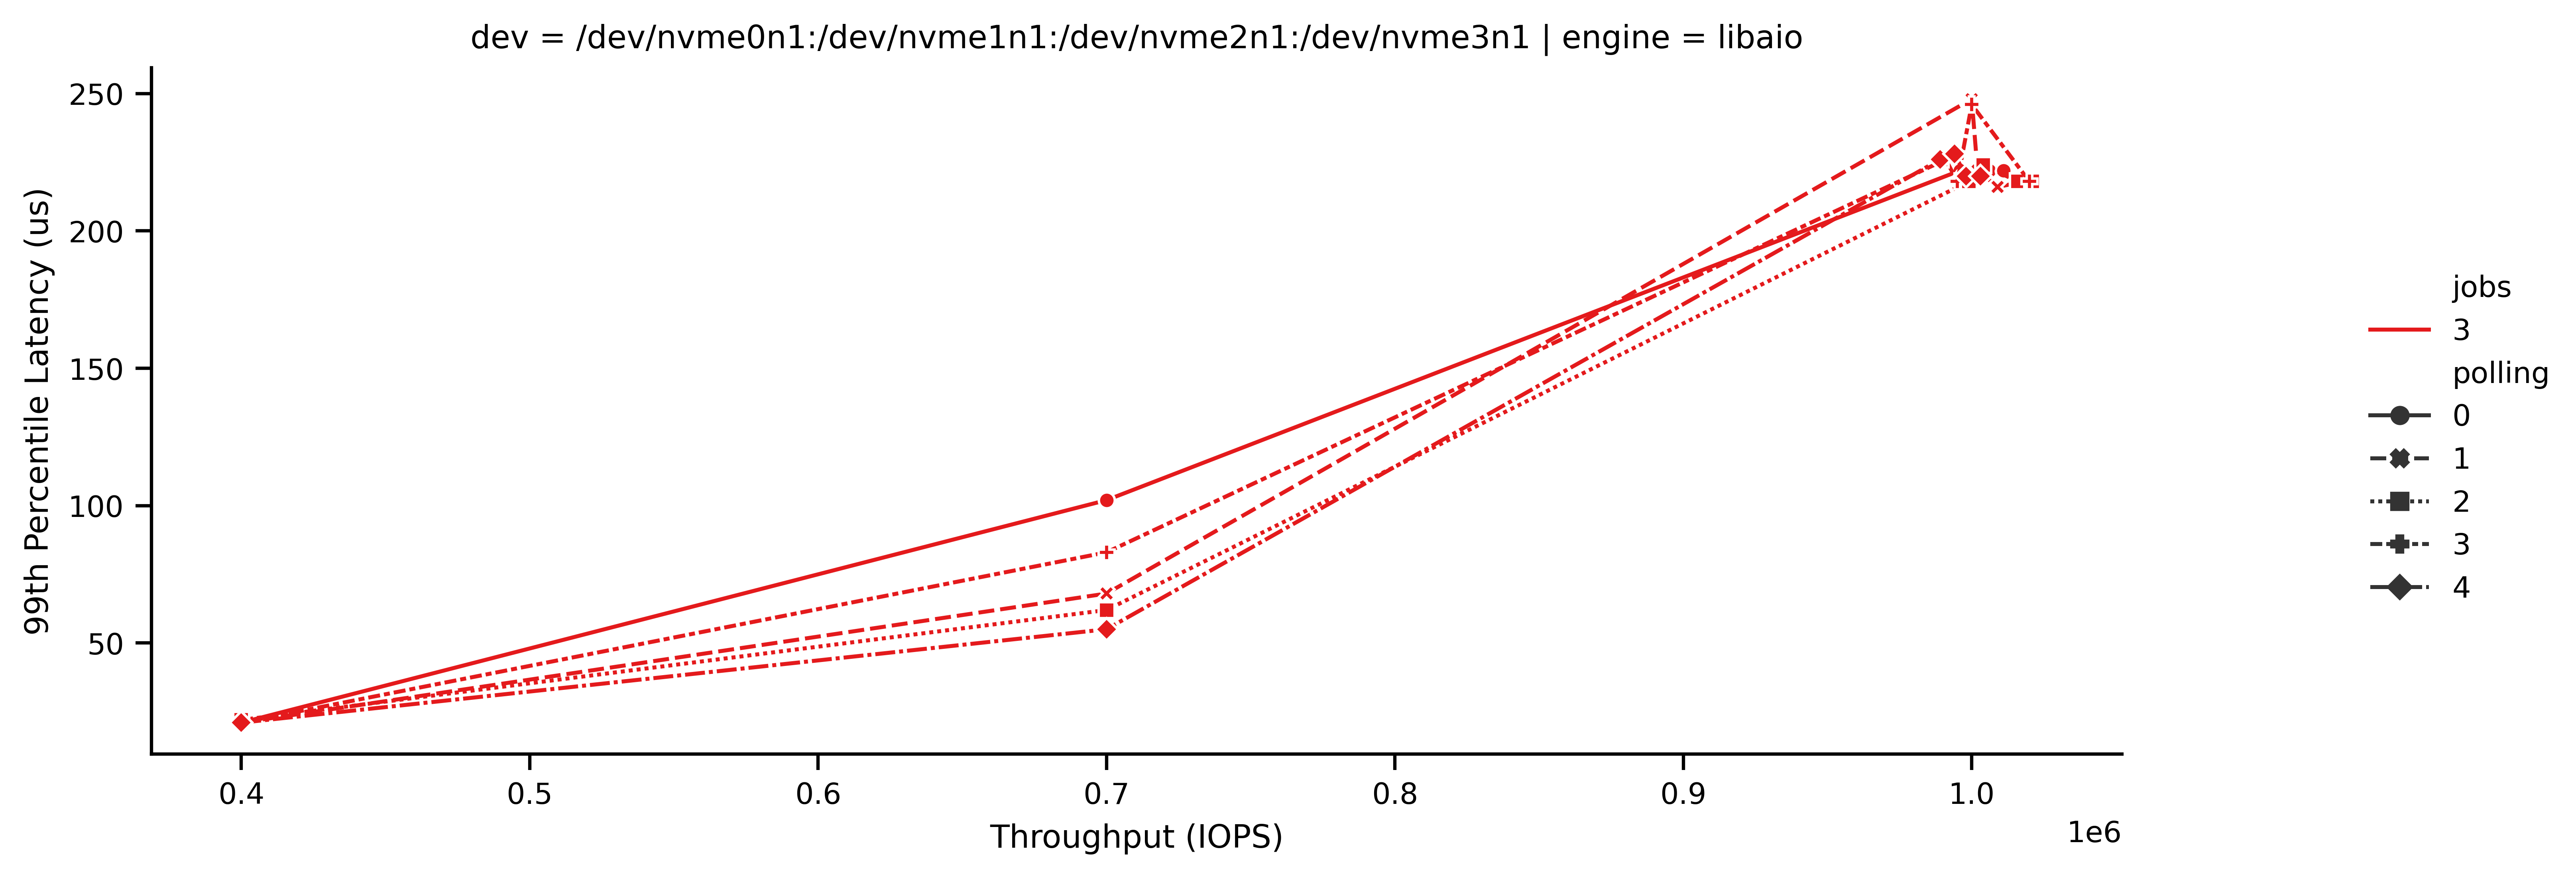 dev = /dev/nvme0n1:/dev/nvme1n1:/dev/nvme2n1:/dev/nvme3n1 | engine = libaio
99th Percentile Latency (us)
250
200
150
100
50
0.4 0.5 0.6 0.7 0.8 0.9 1.0
1e6
Throughput (IOPS)
jobs
3
polling
0
1
2
3
4